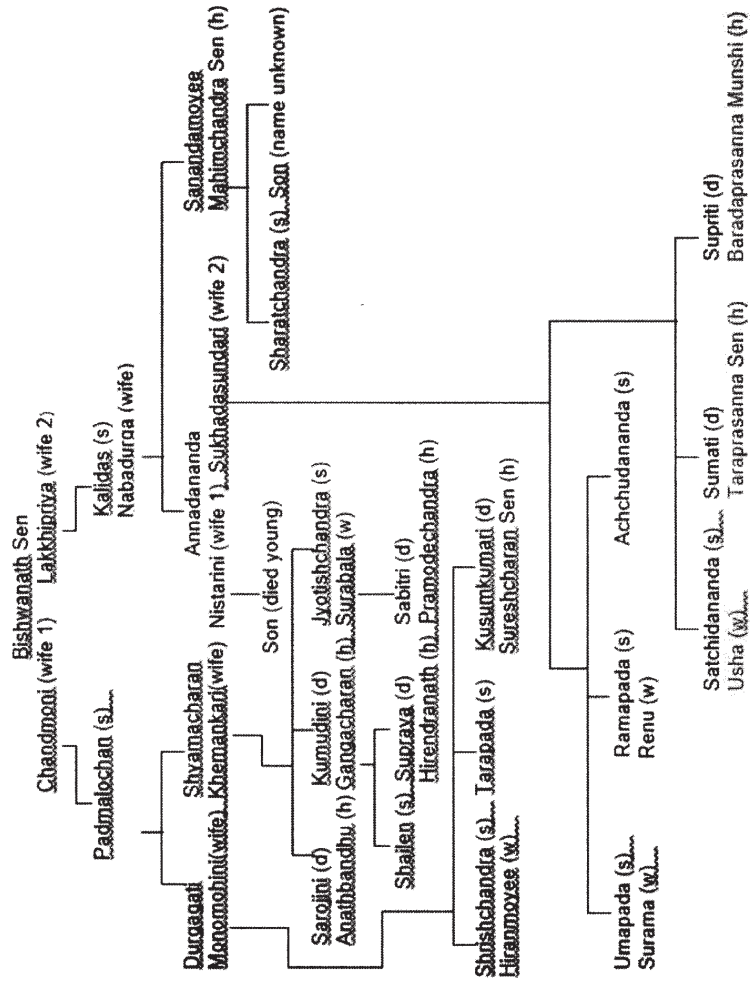 Bishwanath Sen
Chandmoni (wife 1) Lakkhipriya (wife 2)
Padmalochan (s) Kalidas (s)
Nabadurga (wife)
Durgagati Shyamacharan Annadananda Sanandamoyee
Monomohini(wife) Khemankari(wife) Nistarini (wife 1) Sukhadasundari (wife 2) Mahimchandra Sen (h)
Son (died young) Sharatchandra (s) Son (name unknown)
Sarojini (d) Kumudini (d) Jyotishchandra (s)
Anathbandhu (h) Gangacharan (h) Surabala (w)
Shailen (s) Suprava (d) Sabitri (d)
Hirendranath (h) Pramodechandra (h)
Shrishchandra (s) Tarapada (s) Kusumkumari (d)
Hiranmoyee (w) Sureshcharan Sen (h)
Umapada (s) Ramapada (s) Achchudananda (s)
Surama (w) Renu (w)
Satchidananda (s) Sumati (d) Supriti (d)
Usha (w) Taraprasanna Sen (h) Baradaprasanna Munshi (h)